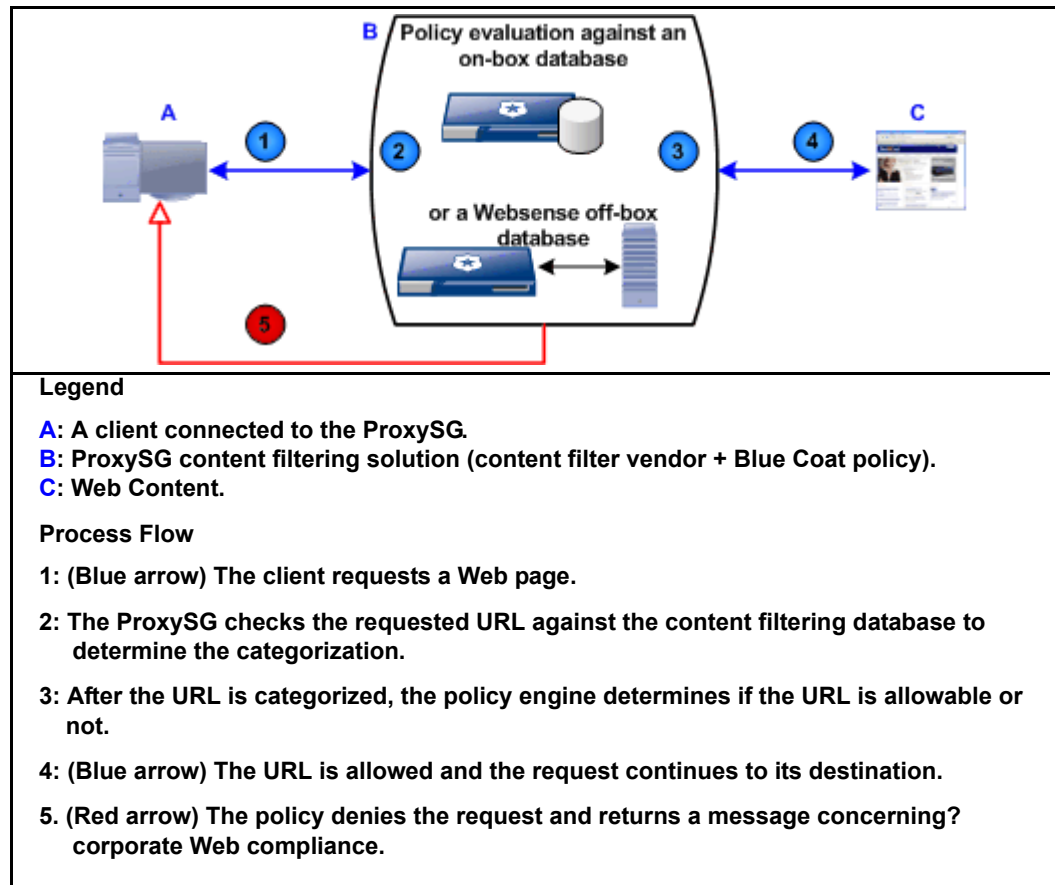 B Policy evaluation against an
on-box database
A
C
1
2
3
4
or a Websense off-box
database
5
Legend
A: A client connected to the ProxySG.
B: ProxySG content filtering solution (content filter vendor + Blue Coat policy).
C: Web Content.
Process Flow
1: (Blue arrow) The client requests a Web page.
2: The ProxySG checks the requested URL against the content filtering database to
determine the categorization.
3: After the URL is categorized, the policy engine determines if the URL is allowable or
not.
4: (Blue arrow) The URL is allowed and the request continues to its destination.
5. (Red arrow) The policy denies the request and returns a message concerning?
corporate Web compliance.